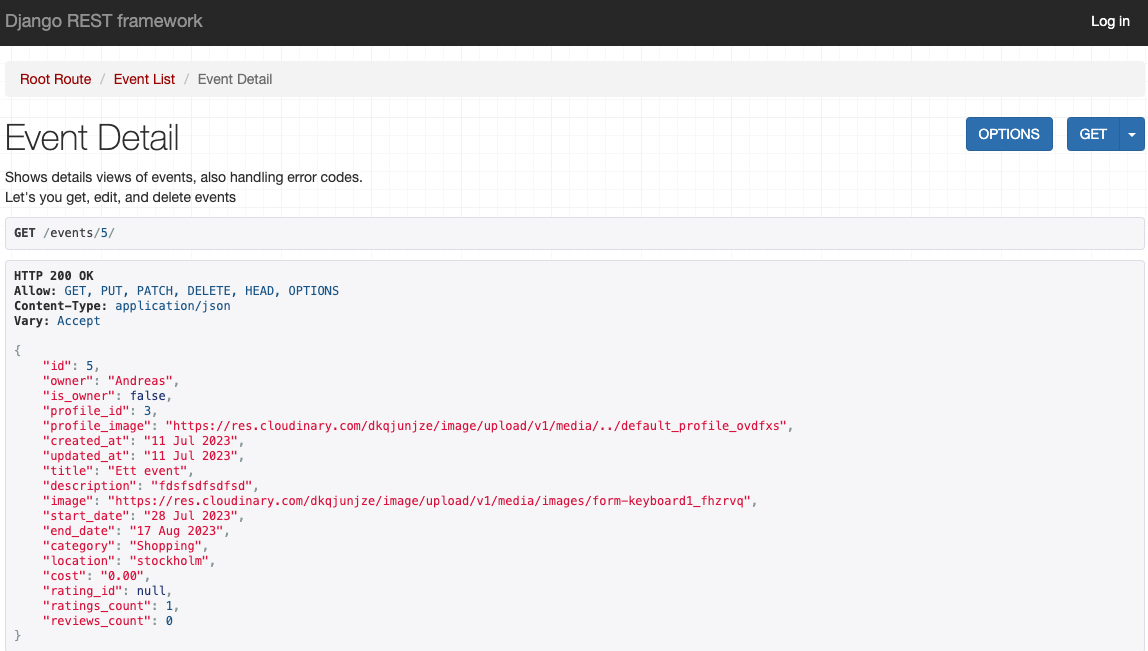 Django REST framework
Log in
Root Route / Event List / Event Detail
Event Detail
OPTIONS
GET
Shows details views of events, also handling error codes.
Let's you get, edit, and delete events
GET /events/5/
HTTP 200 OK
Allow: GET, PUT, PATCH, DELETE, HEAD, OPTIONS
Content-Type: application/json
Vary: Accept
{
    "id": 5,
    "owner": "Andreas",
    "is_owner": false,
    "profile_id": 3,
    "profile_image": "https://res.cloudinary.com/dkqjunjze/image/upload/v1/media/../default_profile_ovdfxs",
    "created_at": "11 Jul 2023",
    "updated_at": "11 Jul 2023",
    "title": "Ett event",
    "description": "fdsfsdfsdfsd",
    "image": "https://res.cloudinary.com/dkqjunjze/image/upload/v1/media/images/form-keyboard1_fhzrvq",
    "start_date": "28 Jul 2023",
    "end_date": "17 Aug 2023",
    "category": "Shopping",
    "location": "stockholm",
    "cost": "0.00",
    "rating_id": null,
    "ratings_count": 1,
    "reviews_count": 0
}